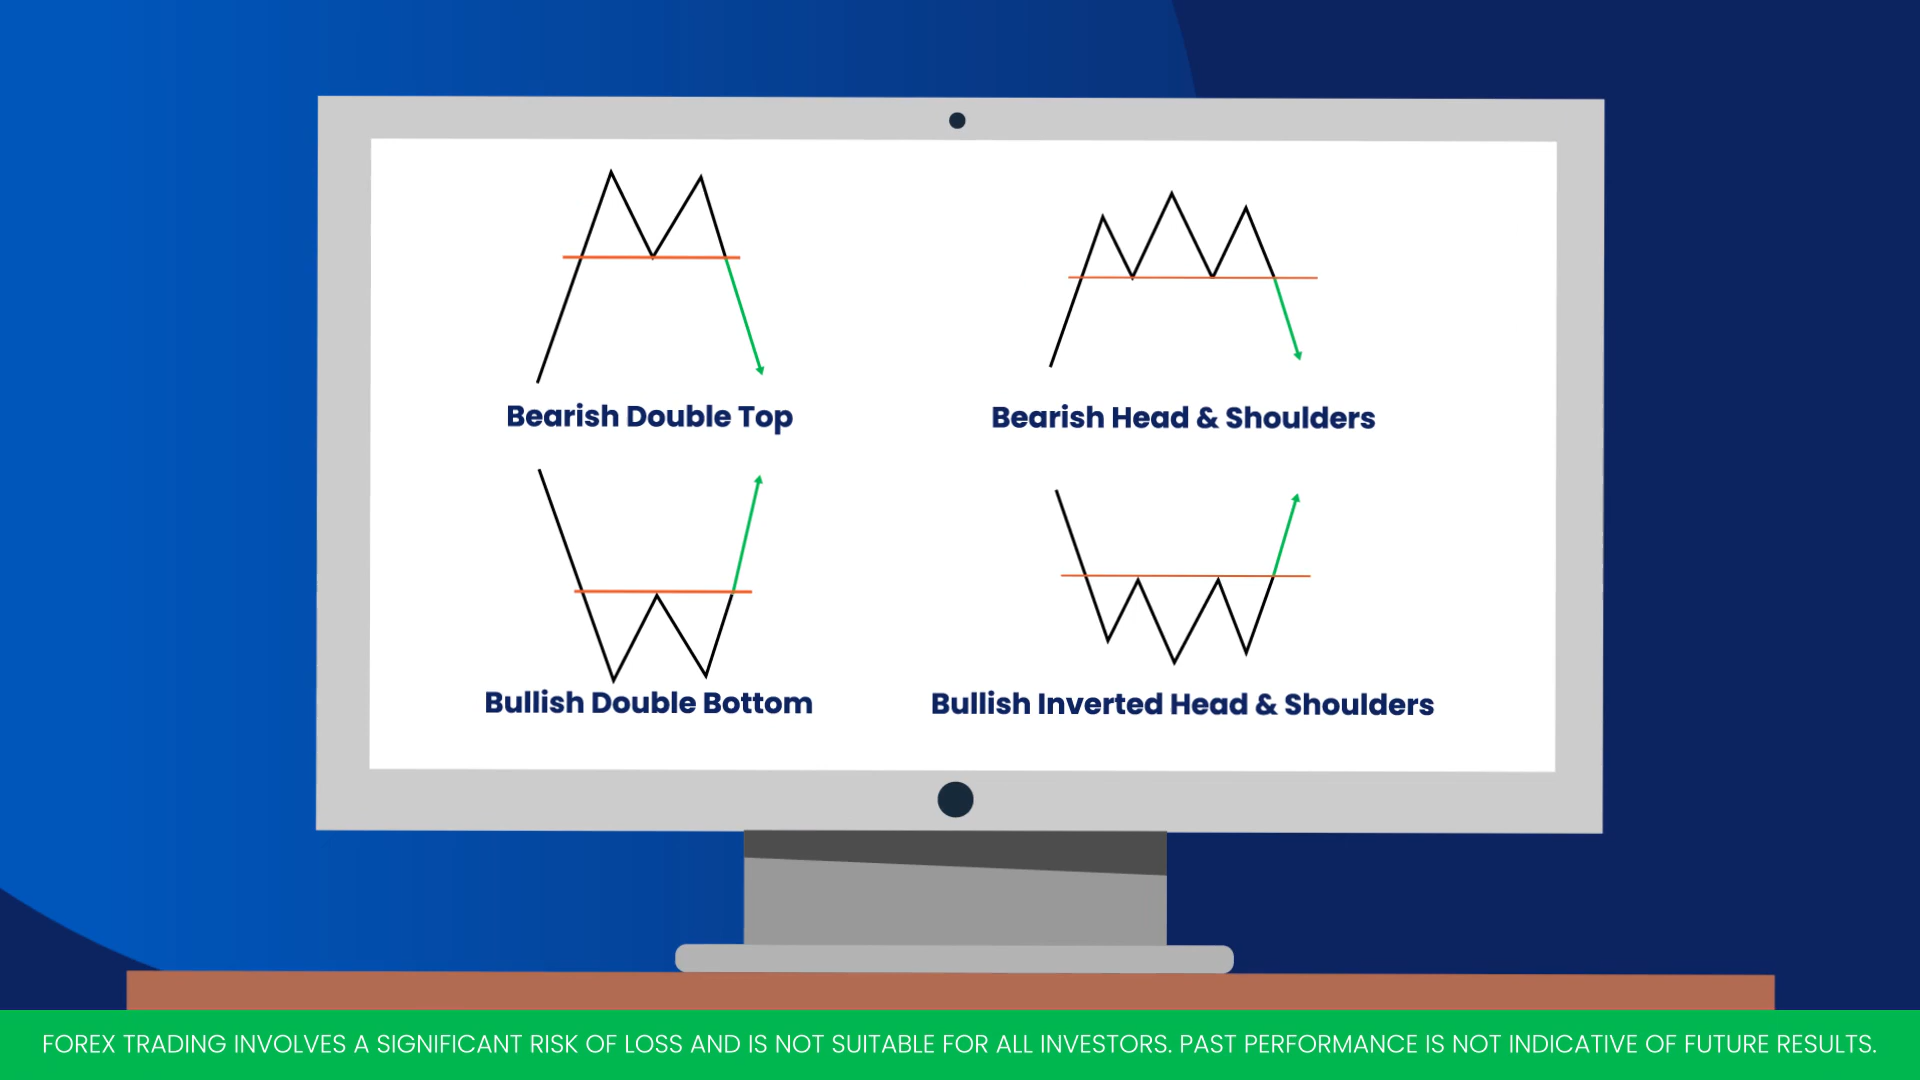 Bearish Double Top
Bearish Head & Shoulders
Bullish Double Bottom
Bullish Inverted Head & Shoulders
FOREX TRADING INVOLVES A SIGNIFICANT RISK OF LOSS AND IS NOT SUITABLE FOR ALL INVESTORS. PAST PERFORMANCE IS NOT INDICATIVE OF FUTURE RESULTS.